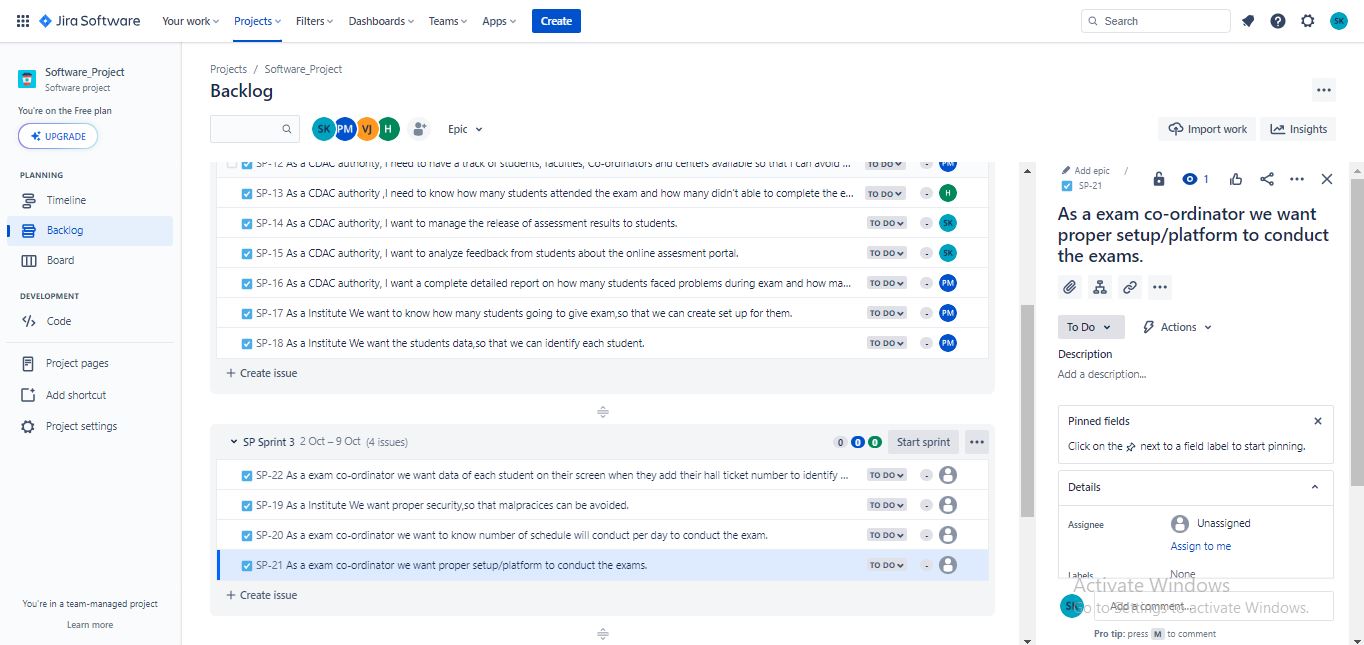 Jira Software
Your work
Projects
Filters
Dashboards
Teams
Apps
Create
Search
SK
Software_Project
Software project
You're on the Free plan
UPGRADE
PLANNING
Timeline
Backlog
Board
DEVELOPMENT
Code
Project pages
Add shortcut
Project settings
You're in a team-managed project
Learn more
Projects / Software_Project
Backlog
SK PM VJ H
Epic
Import work
Insights
SP-12 As a CDAC authority, I need to have a track of students, faculties, Co-ordinators and centers available so that I can avoid ... TO DO - PM
SP-13 As a CDAC authority ,I need to know how many students attended the exam and how many didn't able to complete the e... TO DO - H
SP-14 As a CDAC authority, I want to manage the release of assessment results to students. TO DO - SK
SP-15 As a CDAC authority, I want to analyze feedback from students about the online assesment portal. TO DO - SK
SP-16 As a CDAC authority, I want a complete detailed report on how many students faced problems during exam and how ma... TO DO - PM
SP-17 As a Institute We want to know how many students going to give exam,so that we can create set up for them. TO DO - PM
SP-18 As a Institute We want the students data,so that we can identify each student. TO DO - PM
+ Create issue
SP Sprint 3 2 Oct – 9 Oct (4 issues) 0 0 0 Start sprint
SP-22 As a exam co-ordinator we want data of each student on their screen when they add their hall ticket number to identify ... TO DO -
SP-19 As a Institute We want proper security,so that malpracices can be avoided. TO DO -
SP-20 As a exam co-ordinator we want to know number of schedule will conduct per day to conduct the exam. TO DO -
SP-21 As a exam co-ordinator we want proper setup/platform to conduct the exams. TO DO -
+ Create issue
Add epic /
SP-21
1
As a exam co-ordinator we want
proper setup/platform to conduct
the exams.
To Do
Actions
Description
Add a description...
Pinned fields
Click on the next to a field label to start pinning.
Details
Assignee
Unassigned
Assign to me
Labels
None
Activate Windows
Go to Settings to activate Windows.
SK
Add a comment...
Pro tip: press M to comment